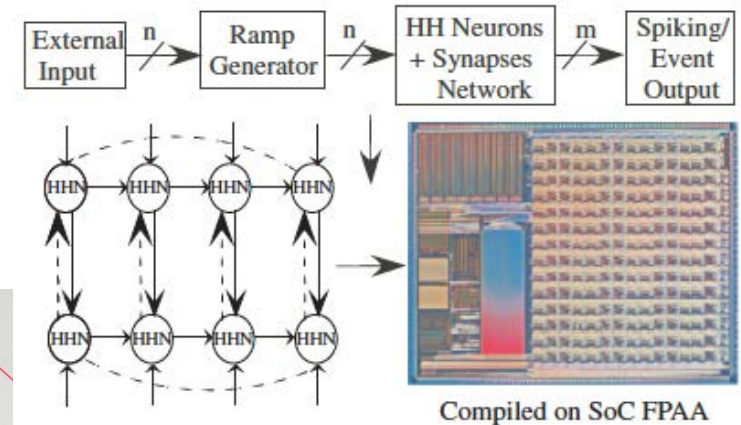 External
Input
n
Ramp
Generator
n
HH Neurons
+ Synapses
Network
m
Spiking/
Event
Output
HHN HHN HHN HHN
HHN HHN HHN HHN
Compiled on SoC FPAA